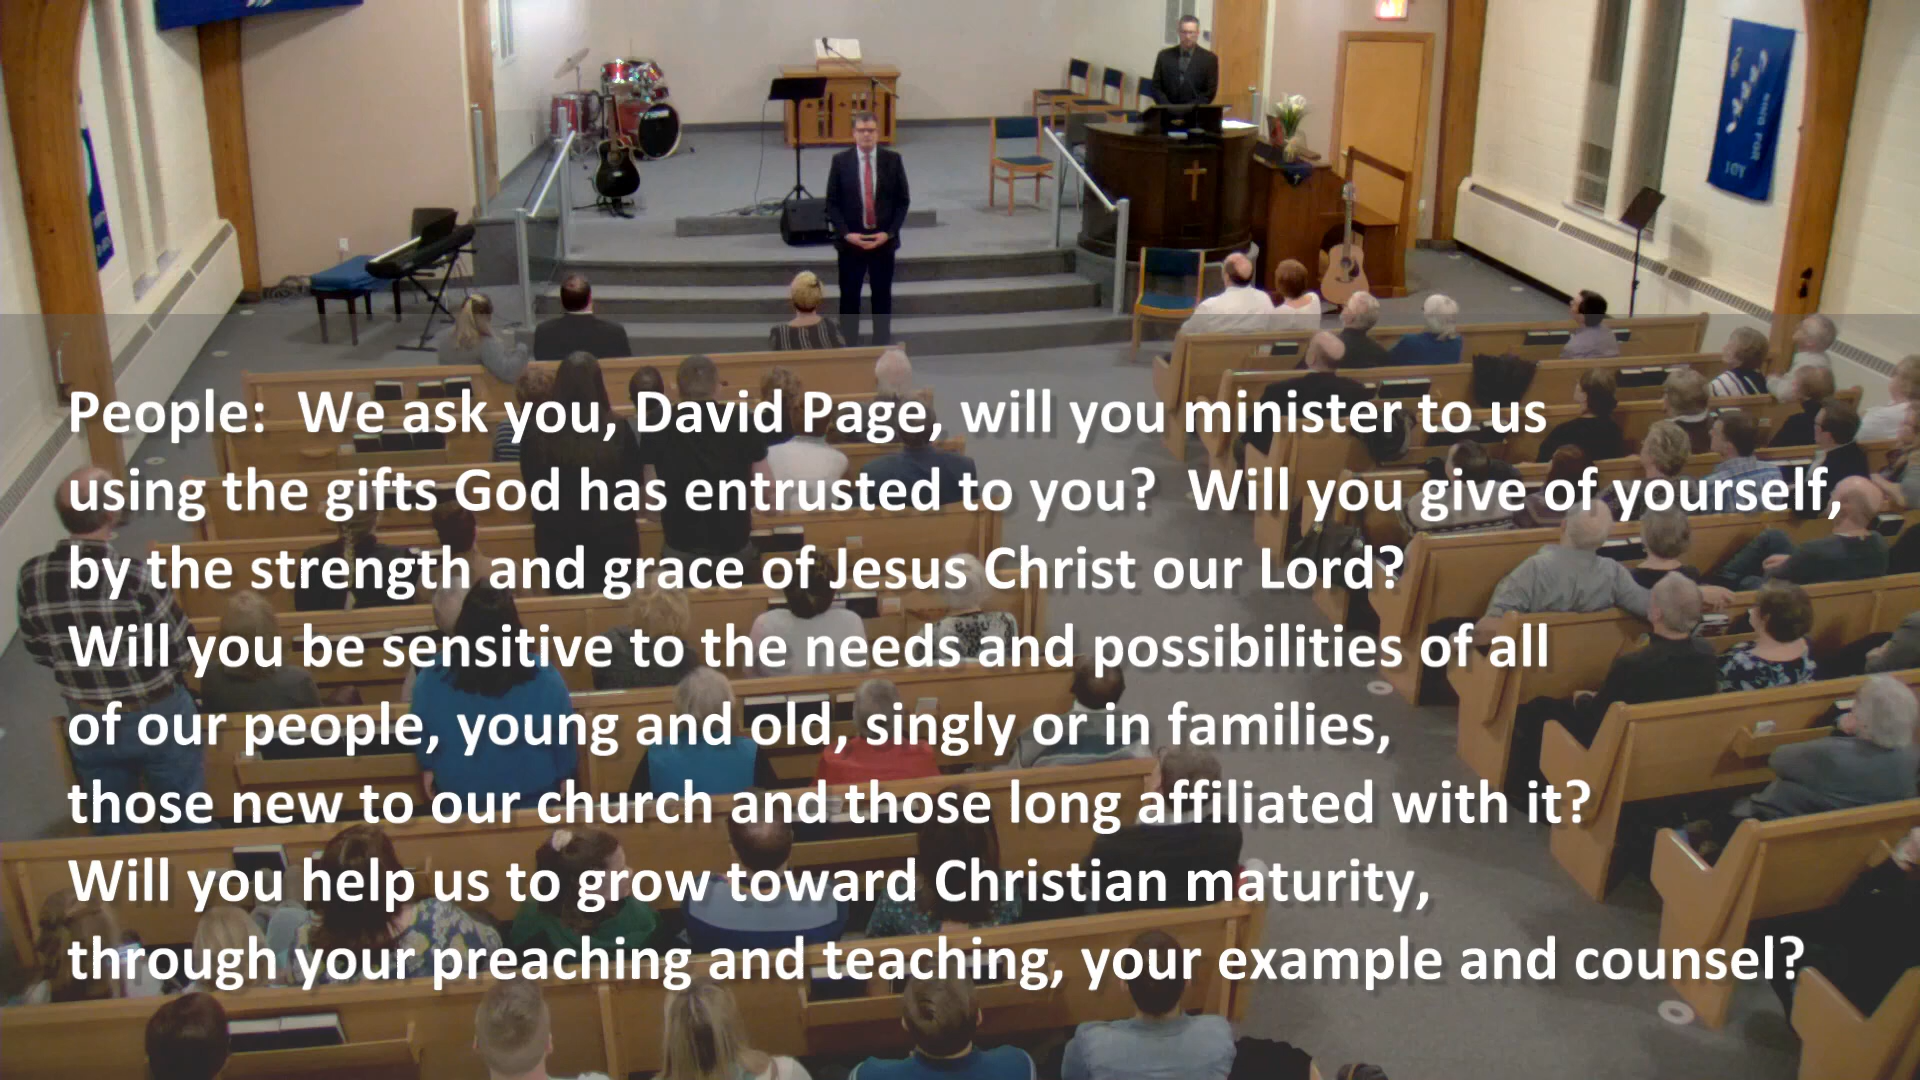 People:  We ask you, David Page, will you minister to us
using the gifts God has entrusted to you?  Will you give of yourself,
by the strength and grace of Jesus Christ our Lord?
Will you be sensitive to the needs and possibilities of all
of our people, young and old, singly or in families,
those new to our church and those long affiliated with it?
Will you help us to grow toward Christian maturity,
through your preaching and teaching, your example and counsel?
SING FOR
JOY